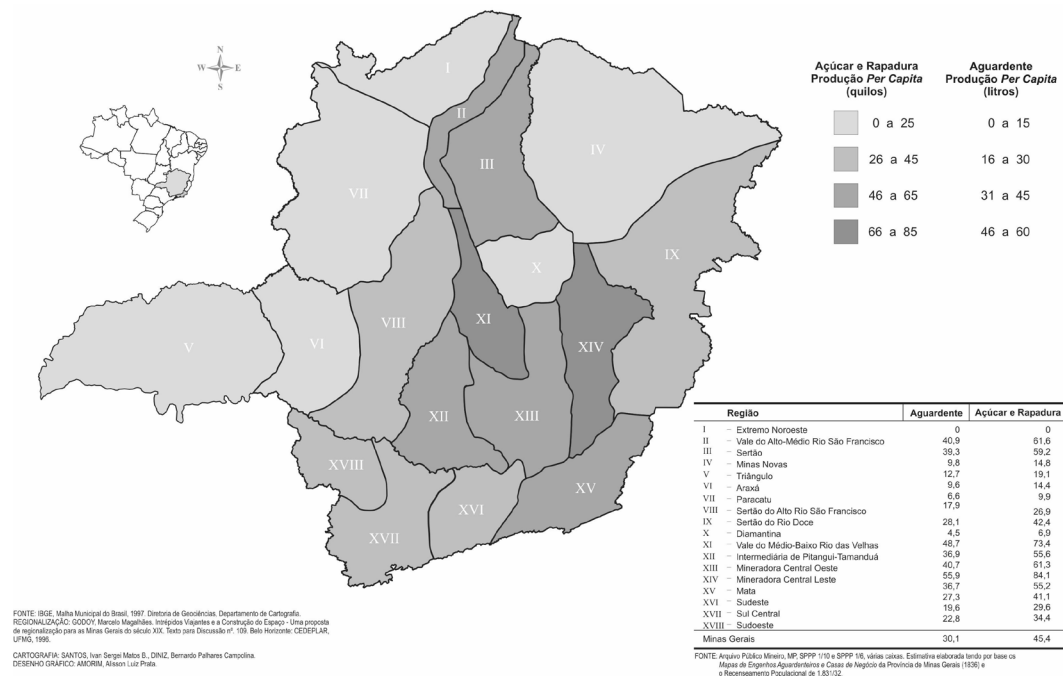 N
W E
S
Açúcar e Rapadura Aguardente
Produção Per Capita Produção Per Capita
(quilos) (litros)
0 a 25 0 a 15
26 a 45 16 a 30
46 a 65 31 a 45
66 a 85 46 a 60
I
II
III
IV
VII
IX
X
VIII
XI
V
VI
XIV
XII
XIII
XVIII
XV
XVI
XVII
Região Aguardente Açúcar e Rapadura
I – Extremo Noroeste 0 0
II – Vale do Alto-Médio Rio São Francisco 40,9 61,6
III – Sertão 39,3 59,2
IV – Minas Novas 9,8 14,8
V – Triângulo 12,7 19,1
VI – Araxá 9,6 14,4
VII – Paracatu 6,6 9,9
VIII – Sertão do Alto Rio São Francisco 17,9 26,9
IX – Sertão do Rio Doce 28,1 42,4
X – Diamantina 4,5 6,9
XI – Vale do Médio-Baixo Rio das Velhas 48,7 73,4
XII – Intermediária de Pitangui-Tamanduá 36,9 55,6
XIII – Mineradora Central Oeste 40,7 61,3
XIV – Mineradora Central Leste 55,9 84,1
XV – Mata 36,7 55,2
XVI – Sudeste 27,3 41,1
XVII – Sul Central 19,6 29,6
XVIII – Sudoeste 22,8 34,4
Minas Gerais 30,1 45,4
FONTE: Arquivo Público Mineiro, MP, SPPP 1/10 e SPPP 1/6, várias caixas. Estimativa elaborada tendo por base os
Mapas de Engenhos Aguardenteiros e Casas de Negócio da Província de Minas Gerais (1836) e
o Recenseamento Populacional de 1.831/32.
FONTE: IBGE, Malha Municipal do Brasil, 1997. Diretoria de Geociências. Departamento de Cartografia.
REGIONALIZAÇÃO: GODOY, Marcelo Magalhães. Intrépidos Viajantes e a Construção do Espaço - Uma proposta
de regionalização para as Minas Gerais do século XIX. Texto para Discussão nº. 109. Belo Horizonte: CEDEPLAR,
UFMG, 1996.
CARTOGRAFIA: SANTOS, Ivan Sergei Matos B., DINIZ, Bernardo Palhares Campolina.
DESENHO GRÁFICO: AMORIM, Alisson Luiz Prata.